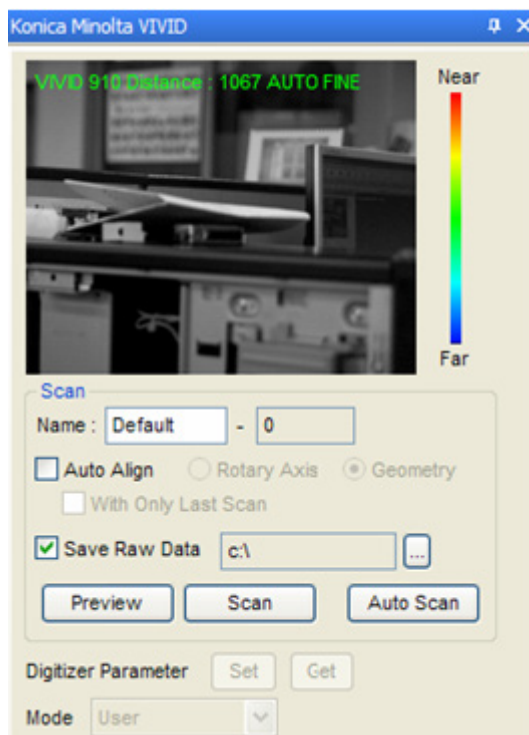 Konica Minolta VIVID
VIVID 910 Distance : 1067 AUTO FINE
Near
Far
Scan
Name : Default - 0
Auto Align Rotary Axis Geometry
With Only Last Scan
Save Raw Data c:\ ...
Preview Scan Auto Scan
Digitizer Parameter Set Get
Mode User